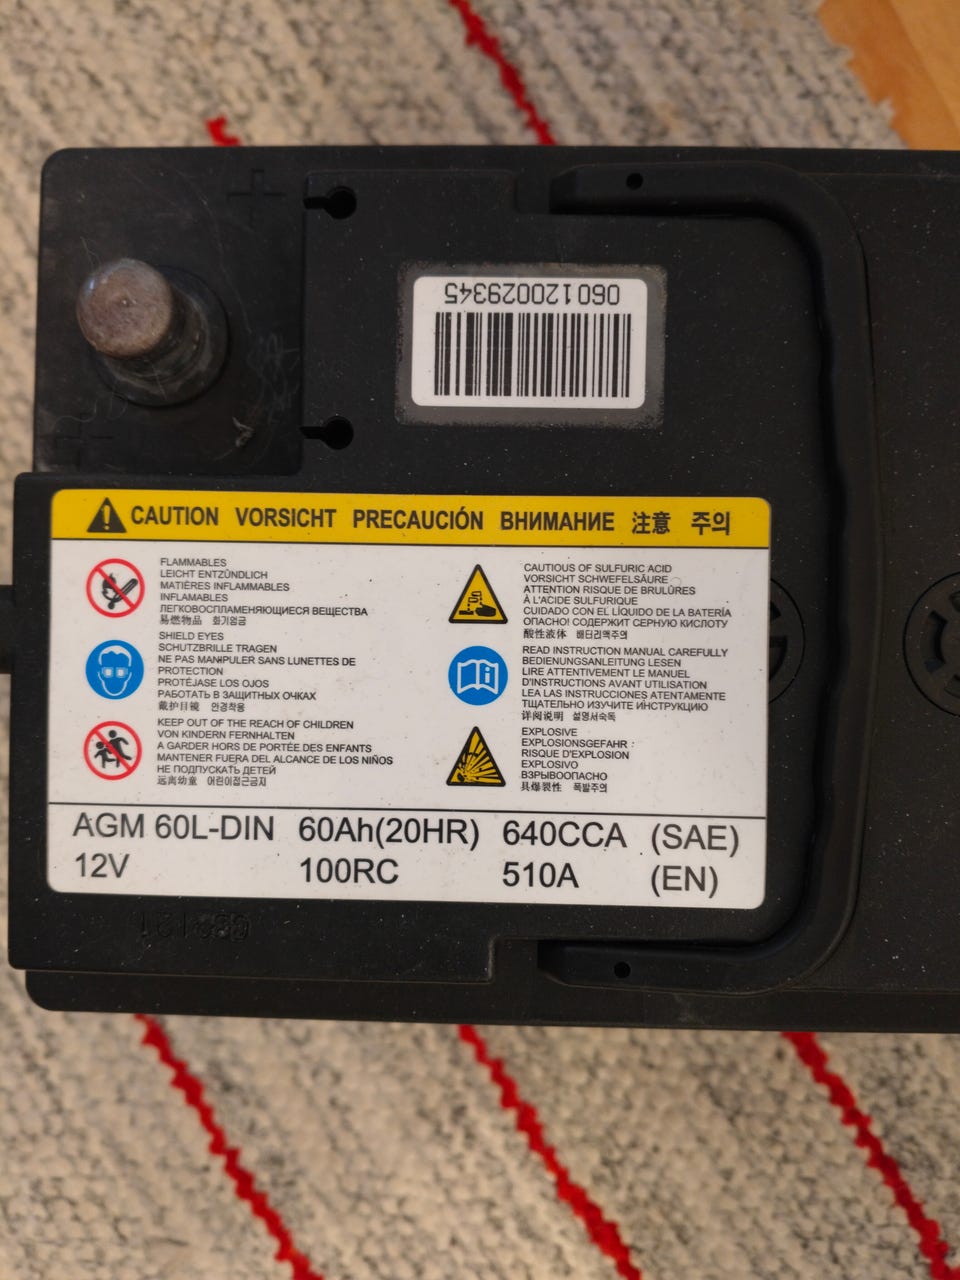 060120029345
CAUTION VORSICHT PRECAUCIÓN ВНИМАНИЕ 注意 주의
FLAMMABLES
LEICHT ENTZÜNDLICH
MATIÈRES INFLAMMABLES
INFLAMABLES
ЛЕГКОВОСПЛАМЕНЯЮЩИЕСЯ ВЕЩЕСТВА
易燃物品 화기엄금
SHIELD EYES
SCHUTZBRILLE TRAGEN
NE PAS MANIPULER SANS LUNETTES DE
PROTECTION
PROTÉJASE LOS OJOS
РАБОТАТЬ В ЗАЩИТНЫХ ОЧКАХ
戴护目镜 안경착용
KEEP OUT OF THE REACH OF CHILDREN
VON KINDERN FERNHALTEN
A GARDER HORS DE PORTÉE DES ENFANTS
MANTENER FUERA DEL ALCANCE DE LOS NIÑOS
НЕ ПОДПУСКАТЬ ДЕТЕЙ
远离幼童 어린이접근금지
CAUTIOUS OF SULFURIC ACID
VORSICHT SCHWEFELSÄURE
ATTENTION RISQUE DE BRULÛRES
À L'ACIDE SULFURIQUE
CUIDADO CON EL LÍQUIDO DE LA BATERÍA
ОПАСНО! СОДЕРЖИТ СЕРНУЮ КИСЛОТУ
酸性液体 배터리액주의
READ INSTRUCTION MANUAL CAREFULLY
BEDIENUNGSANLEITUNG LESEN
LIRE ATTENTIVEMENT LE MANUEL
D'INSTRUCTIONS AVANT UTILISATION
LEA LAS INSTRUCCIONES ATENTAMENTE
ТЩАТЕЛЬНО ИЗУЧИТЕ ИНСТРУКЦИЮ
详阅说明 설명서숙독
EXPLOSIVE
EXPLOSIONSGEFAHR :
RISQUE D'EXPLOSION
EXPLOSIVO
ВЗРЫВООПАСНО
具爆裂性 폭발주의
AGM 60L-DIN 60Ah(20HR) 640CCA (SAE)
12V 100RC 510A (EN)